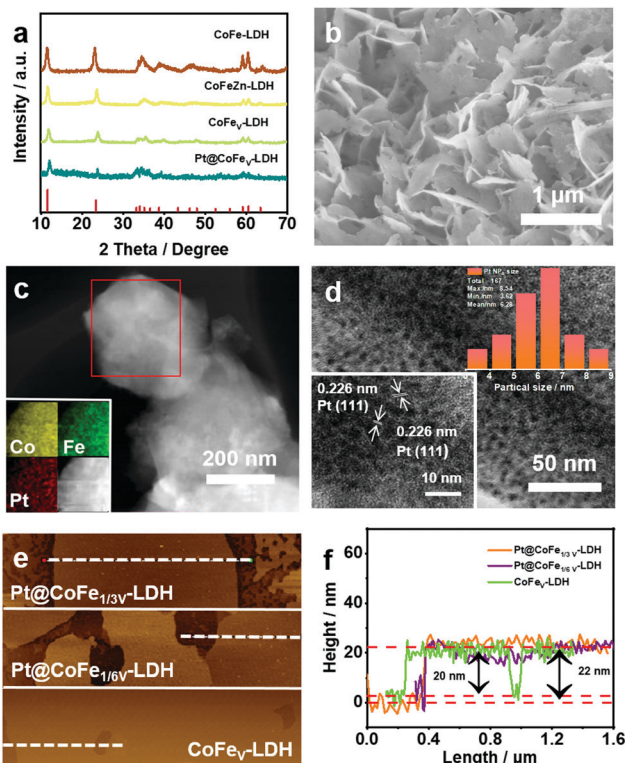 a
CoFe-LDH
CoFeZn-LDH
CoFeV-LDH
Pt@CoFeV-LDH
Intensity / a.u.
10 20 30 40 50 60 70
2 Theta / Degree
b
1 µm
c
Co Fe
Pt
200 nm
d
Pt NPs size
Total 167
Max/nm 8.54
Min/nm 3.62
Mean/nm 6.28
3 4 5 6 7 8 9
Partical size / nm
0.226 nm
Pt (111)
0.226 nm
Pt (111)
10 nm
50 nm
e
Pt@CoFe1/3V-LDH
Pt@CoFe1/6V-LDH
CoFeV-LDH
f
Pt@CoFe1/3 V-LDH
Pt@CoFe1/6 V-LDH
CoFeV-LDH
Height / nm
60
40
20
0
20 nm
22 nm
0.0 0.4 0.8 1.2 1.6
Length / µm